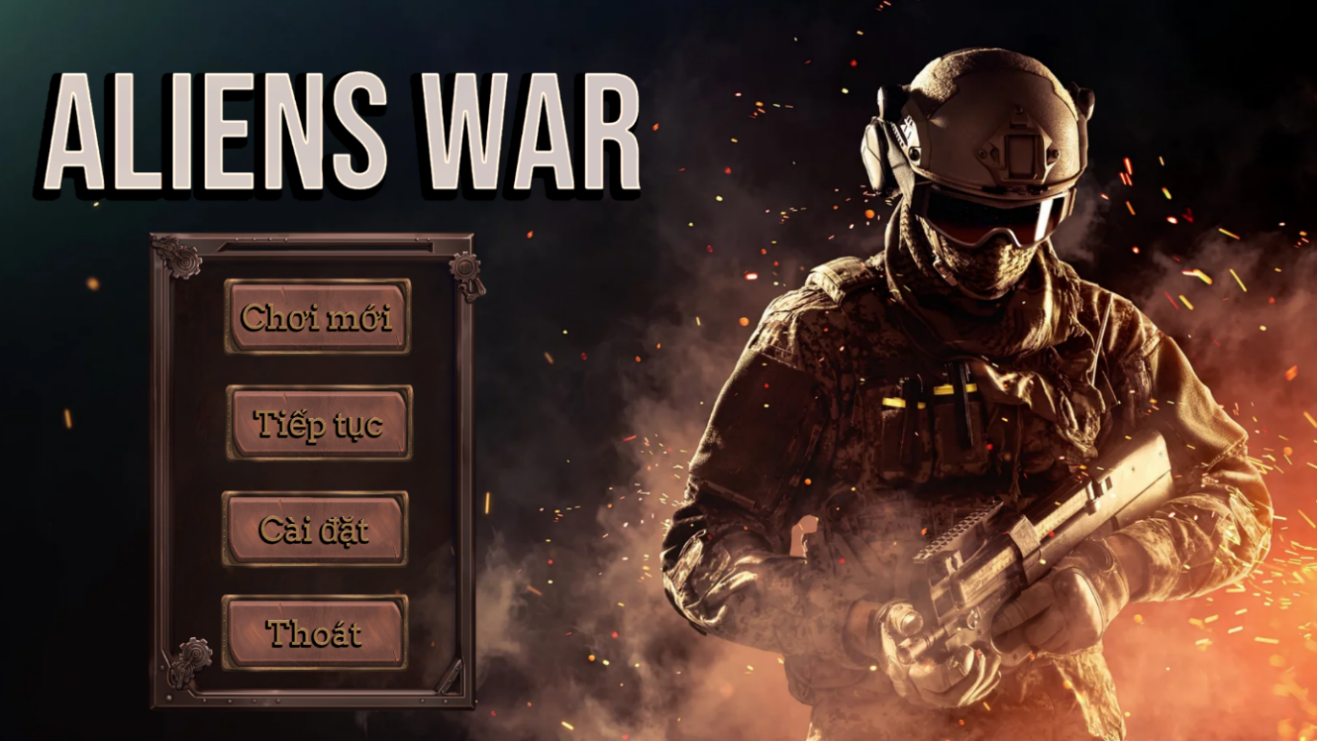 ALIENS WAR
Chơi mới
Tiếp tục
Cài đặt
Thoát